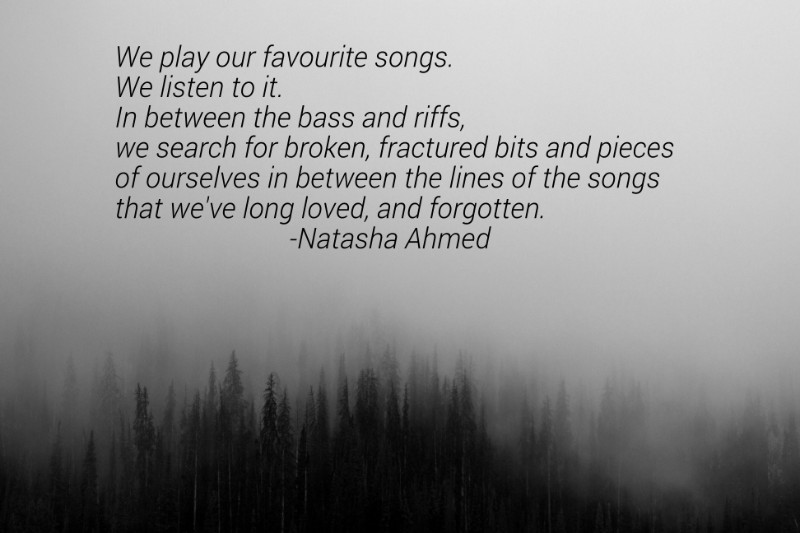 We play our favourite songs.
We listen to it.
In between the bass and riffs,
we search for broken, fractured bits and pieces
of ourselves in between the lines of the songs
that we've long loved, and forgotten.
-Natasha Ahmed